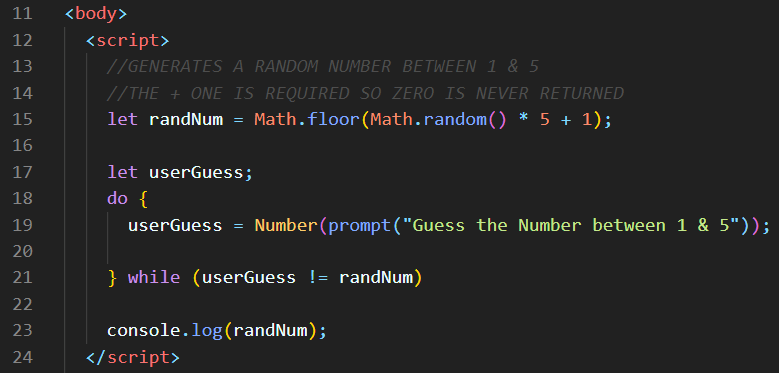 11 <body>
12 <script>
13 //GENERATES A RANDOM NUMBER BETWEEN 1 & 5
14 //THE + ONE IS REQUIRED SO ZERO IS NEVER RETURNED
15 let randNum = Math.floor(Math.random() * 5 + 1);
16
17 let userGuess;
18 do {
19 userGuess = Number(prompt("Guess the Number between 1 & 5"));
20
21 } while (userGuess != randNum)
22
23 console.log(randNum);
24 </script>